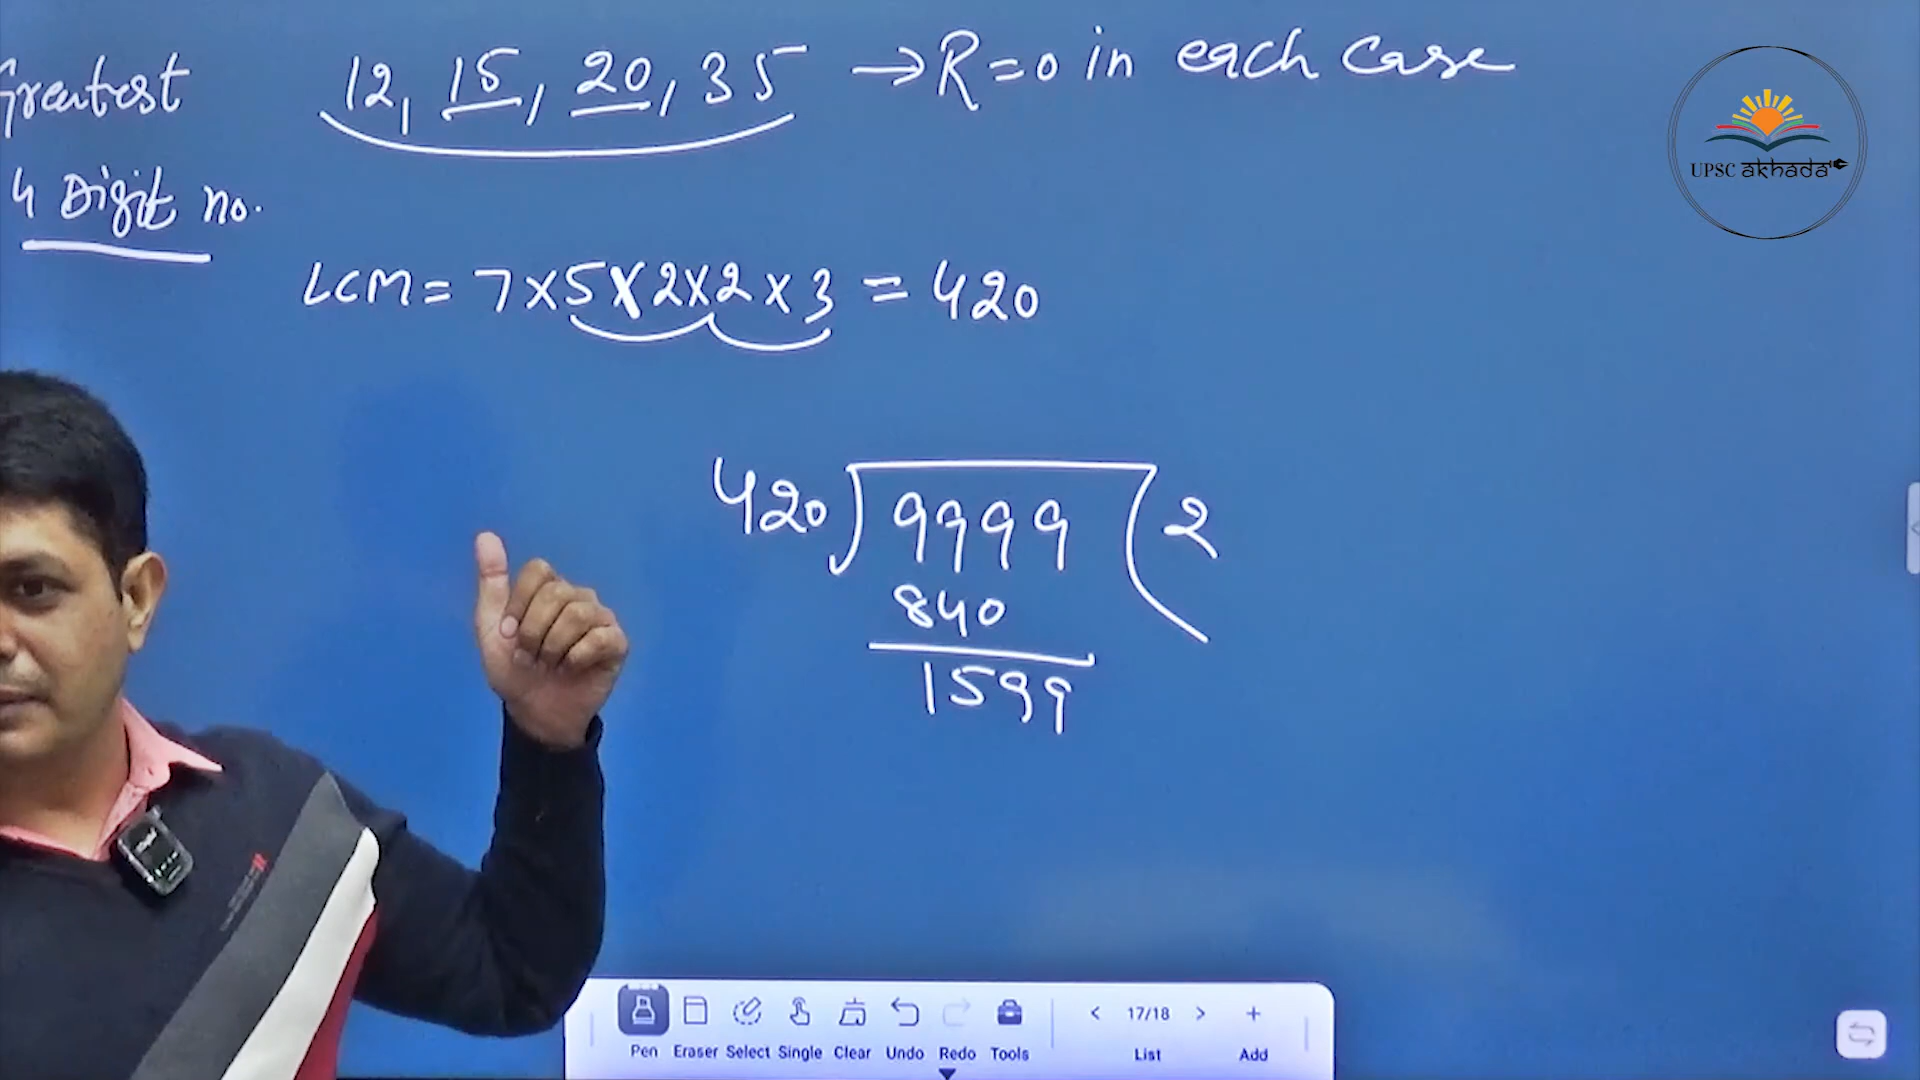 Greatest 12, 15, 20, 35 → R=0 in each case
4 Digit no.
LCM = 7×5×2×2×3 = 420
420) 9999 (2
840
1599
UPSC akhada
Pen Eraser Select Single Clear Undo Redo Tools
< 17/18 > +
List Add